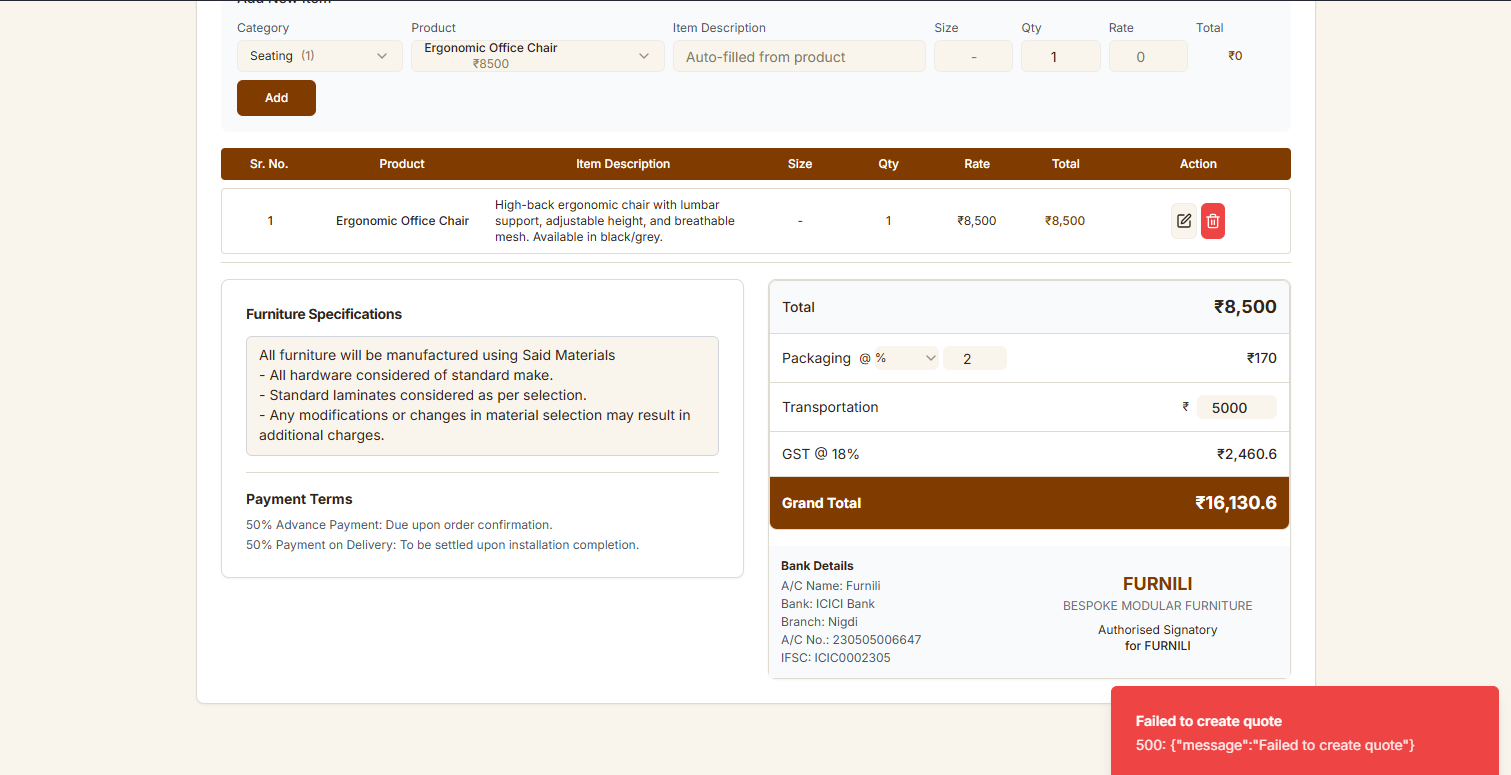 Add New Item
Category Product Item Description Size Qty Rate Total
Seating (1) Ergonomic Office Chair ₹8500 Auto-filled from product - 1 0 ₹0
Add
Sr. No. Product Item Description Size Qty Rate Total Action
1 Ergonomic Office Chair High-back ergonomic chair with lumbar
support, adjustable height, and breathable
mesh. Available in black/grey. - 1 ₹8,500 ₹8,500
Furniture Specifications
All furniture will be manufactured using Said Materials
- All hardware considered of standard make.
- Standard laminates considered as per selection.
- Any modifications or changes in material selection may result in
additional charges.
Payment Terms
50% Advance Payment: Due upon order confirmation.
50% Payment on Delivery: To be settled upon installation completion.
Total ₹8,500
Packaging @ % 2 ₹170
Transportation ₹ 5000
GST @ 18% ₹2,460.6
Grand Total ₹16,130.6
Bank Details
A/C Name: Furnili
Bank: ICICI Bank
Branch: Nigdi
A/C No.: 230505006647
IFSC: ICIC0002305
FURNILI
BESPOKE MODULAR FURNITURE
Authorised Signatory
for FURNILI
Failed to create quote
500: {"message":"Failed to create quote"}